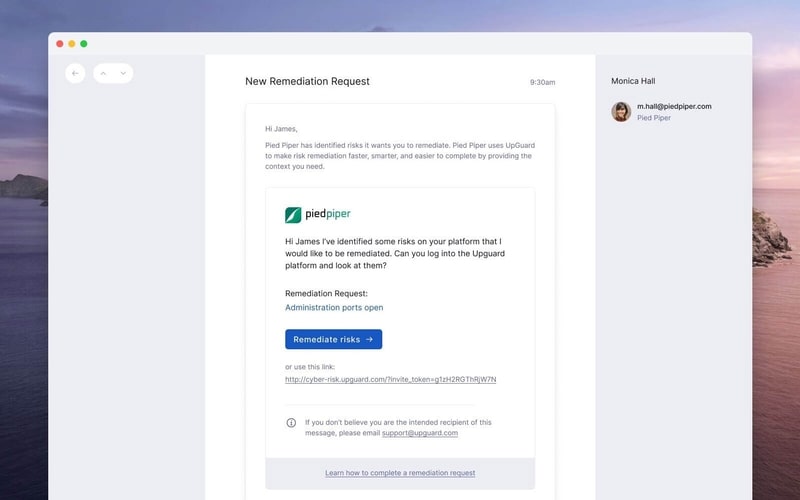 New Remediation Request
9:30am
Hi James,
Pied Piper has identified risks it wants you to remediate. Pied Piper uses UpGuard
to make risk remediation faster, smarter, and easier to complete by providing the
context you need.
piedpiper
Hi James I've identified some risks on your platform that I
would like to be remediated. Can you log into the Upguard
platform and look at them?
Remediation Request:
Administration ports open
Remediate risks →
or use this link:
http://cyber-risk.upguard.com/?invite_token=g1zH2RGThRjW7N
If you don't believe you are the intended recipient of this
message, please email support@upguard.com
Learn how to complete a remediation request
Monica Hall
m.hall@piedpiper.com
Pied Piper